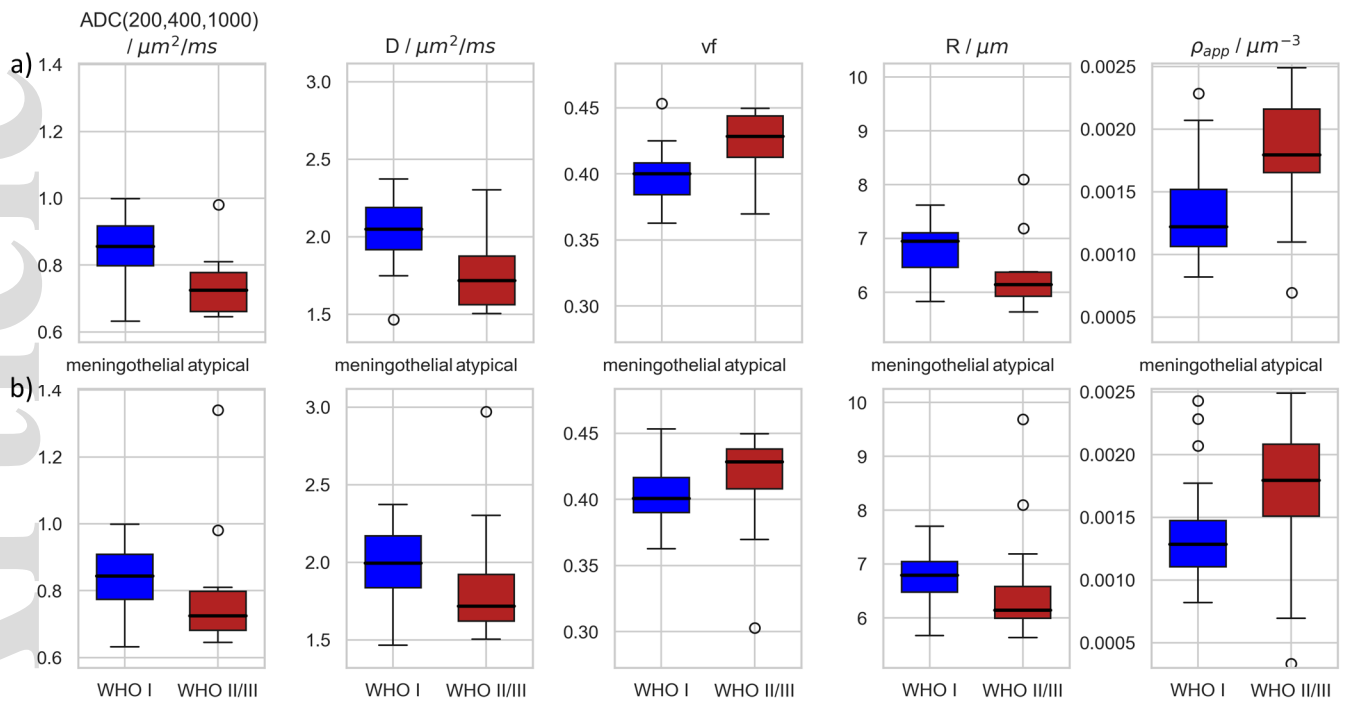 ADC(200,400,1000)
/ μm²/ms
D / μm²/ms
vf
R / μm
ρapp / μm⁻³
a)
1.4
1.2
1.0
0.8
0.6
3.0
2.5
2.0
1.5
0.45
0.40
0.35
0.30
10
9
8
7
6
0.0025
0.0020
0.0015
0.0010
0.0005
meningothelial atypical
meningothelial atypical
meningothelial atypical
meningothelial atypical
meningothelial atypical
b)
1.4
1.2
1.0
0.8
0.6
3.0
2.5
2.0
1.5
0.45
0.40
0.35
0.30
10
9
8
7
6
0.0025
0.0020
0.0015
0.0010
0.0005
WHO I WHO II/III
WHO I WHO II/III
WHO I WHO II/III
WHO I WHO II/III
WHO I WHO II/III